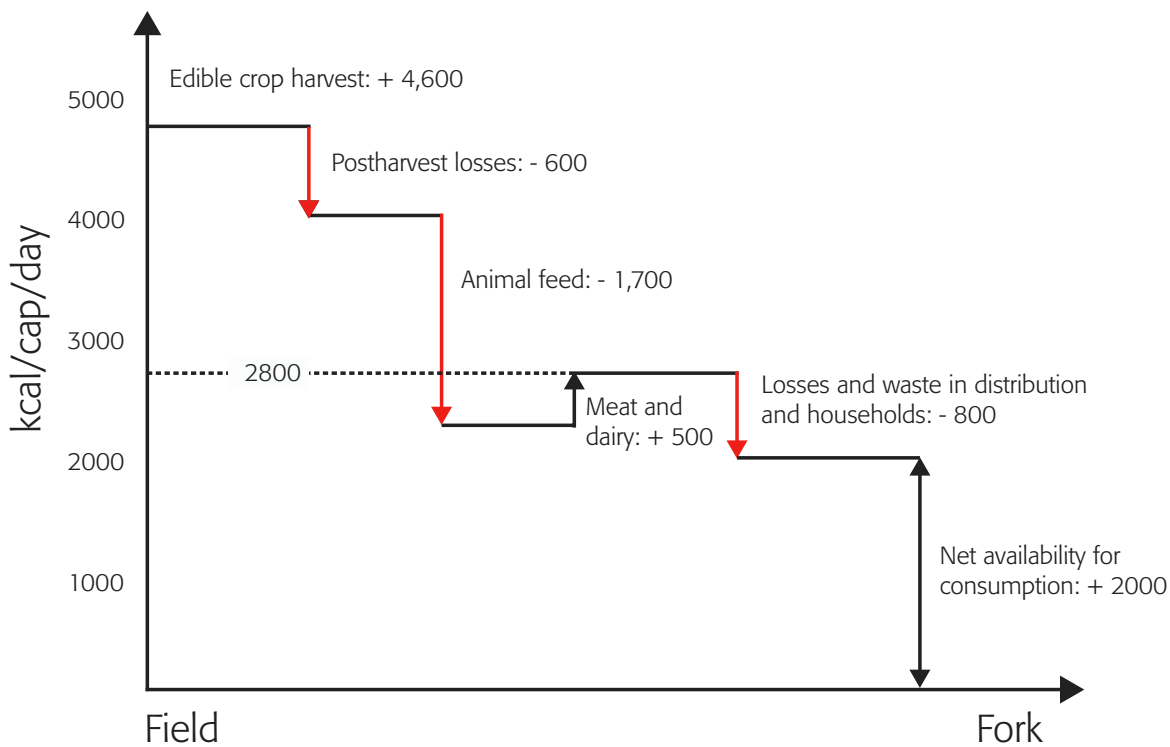 Edible crop harvest: + 4,600
5000
Postharvest losses: - 600
4000
Animal feed: - 1,700
3000
2800
Losses and waste in distribution
and households: - 800
Meat and
dairy: + 500
2000
Net availability for
consumption: + 2000
1000
kcal/cap/day
Field
Fork